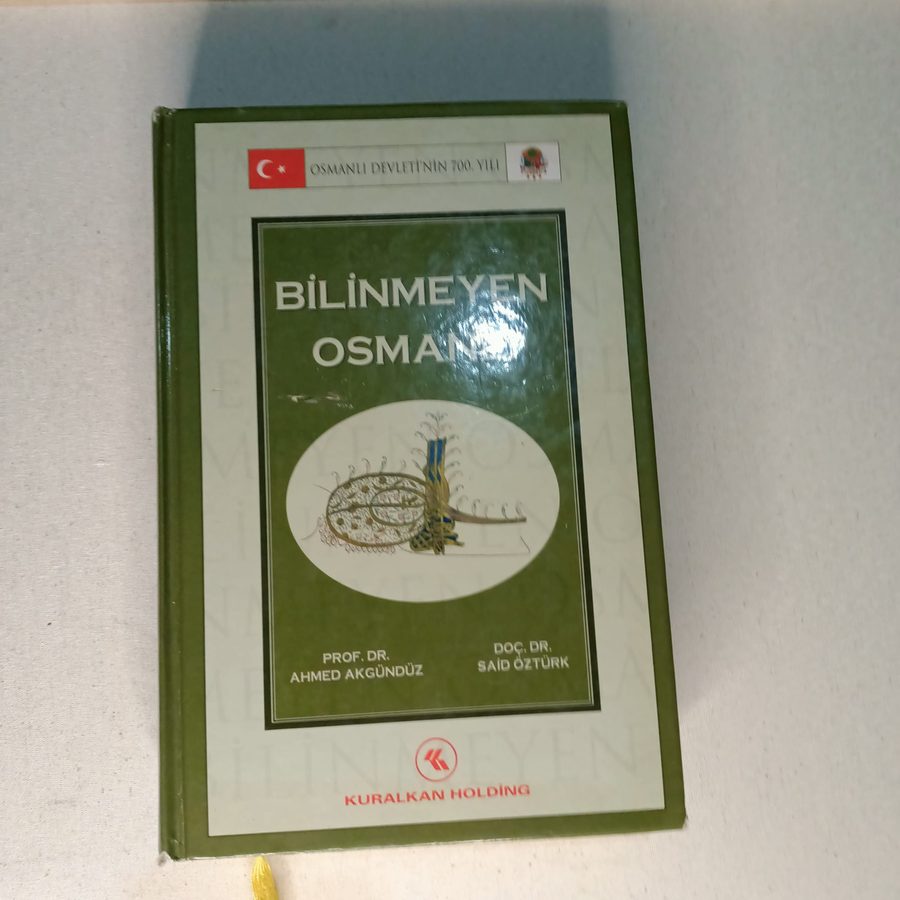 OSMANLI DEVLETİ'NİN 700. YILI
BİLİNMEYEN
OSMANLI
PROF. DR.
AHMED AKGÜNDÜZ
DOÇ. DR.
SAİD ÖZTÜRK
KURALKAN HOLDİNG